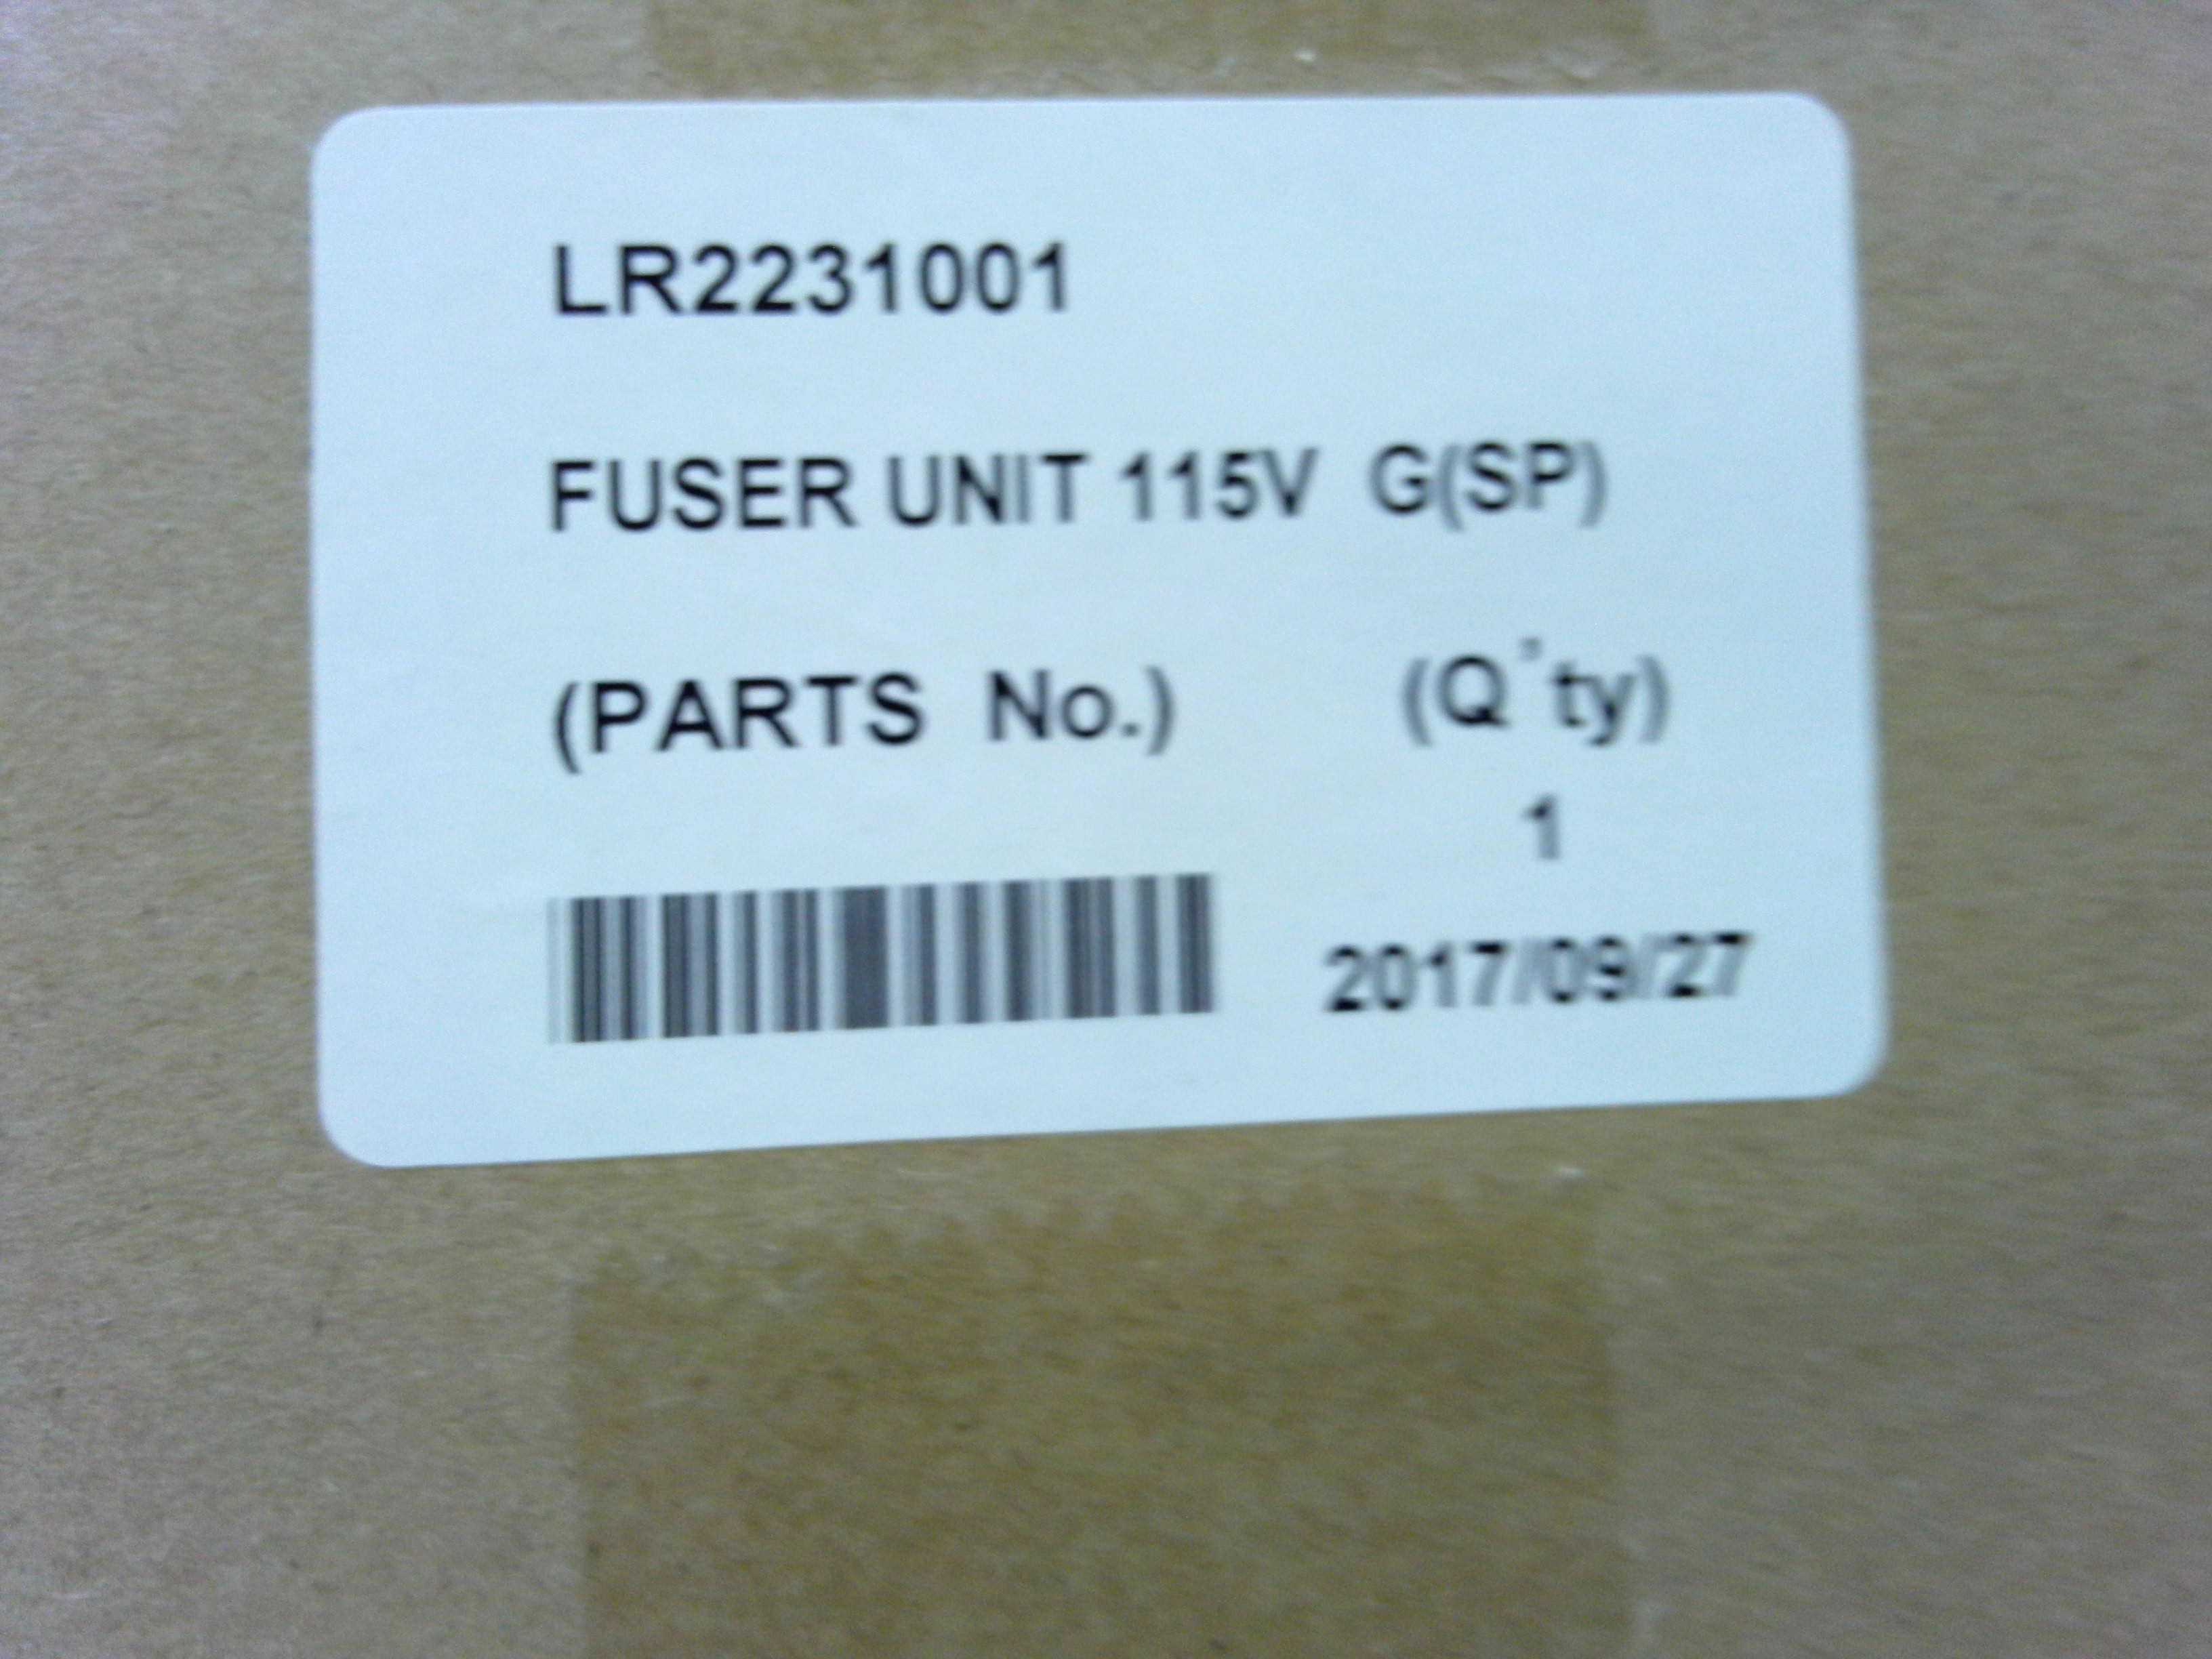 LR2231001
FUSER UNIT 115V G(SP)
(PARTS No.) (Q'ty)
1
2017/09/27